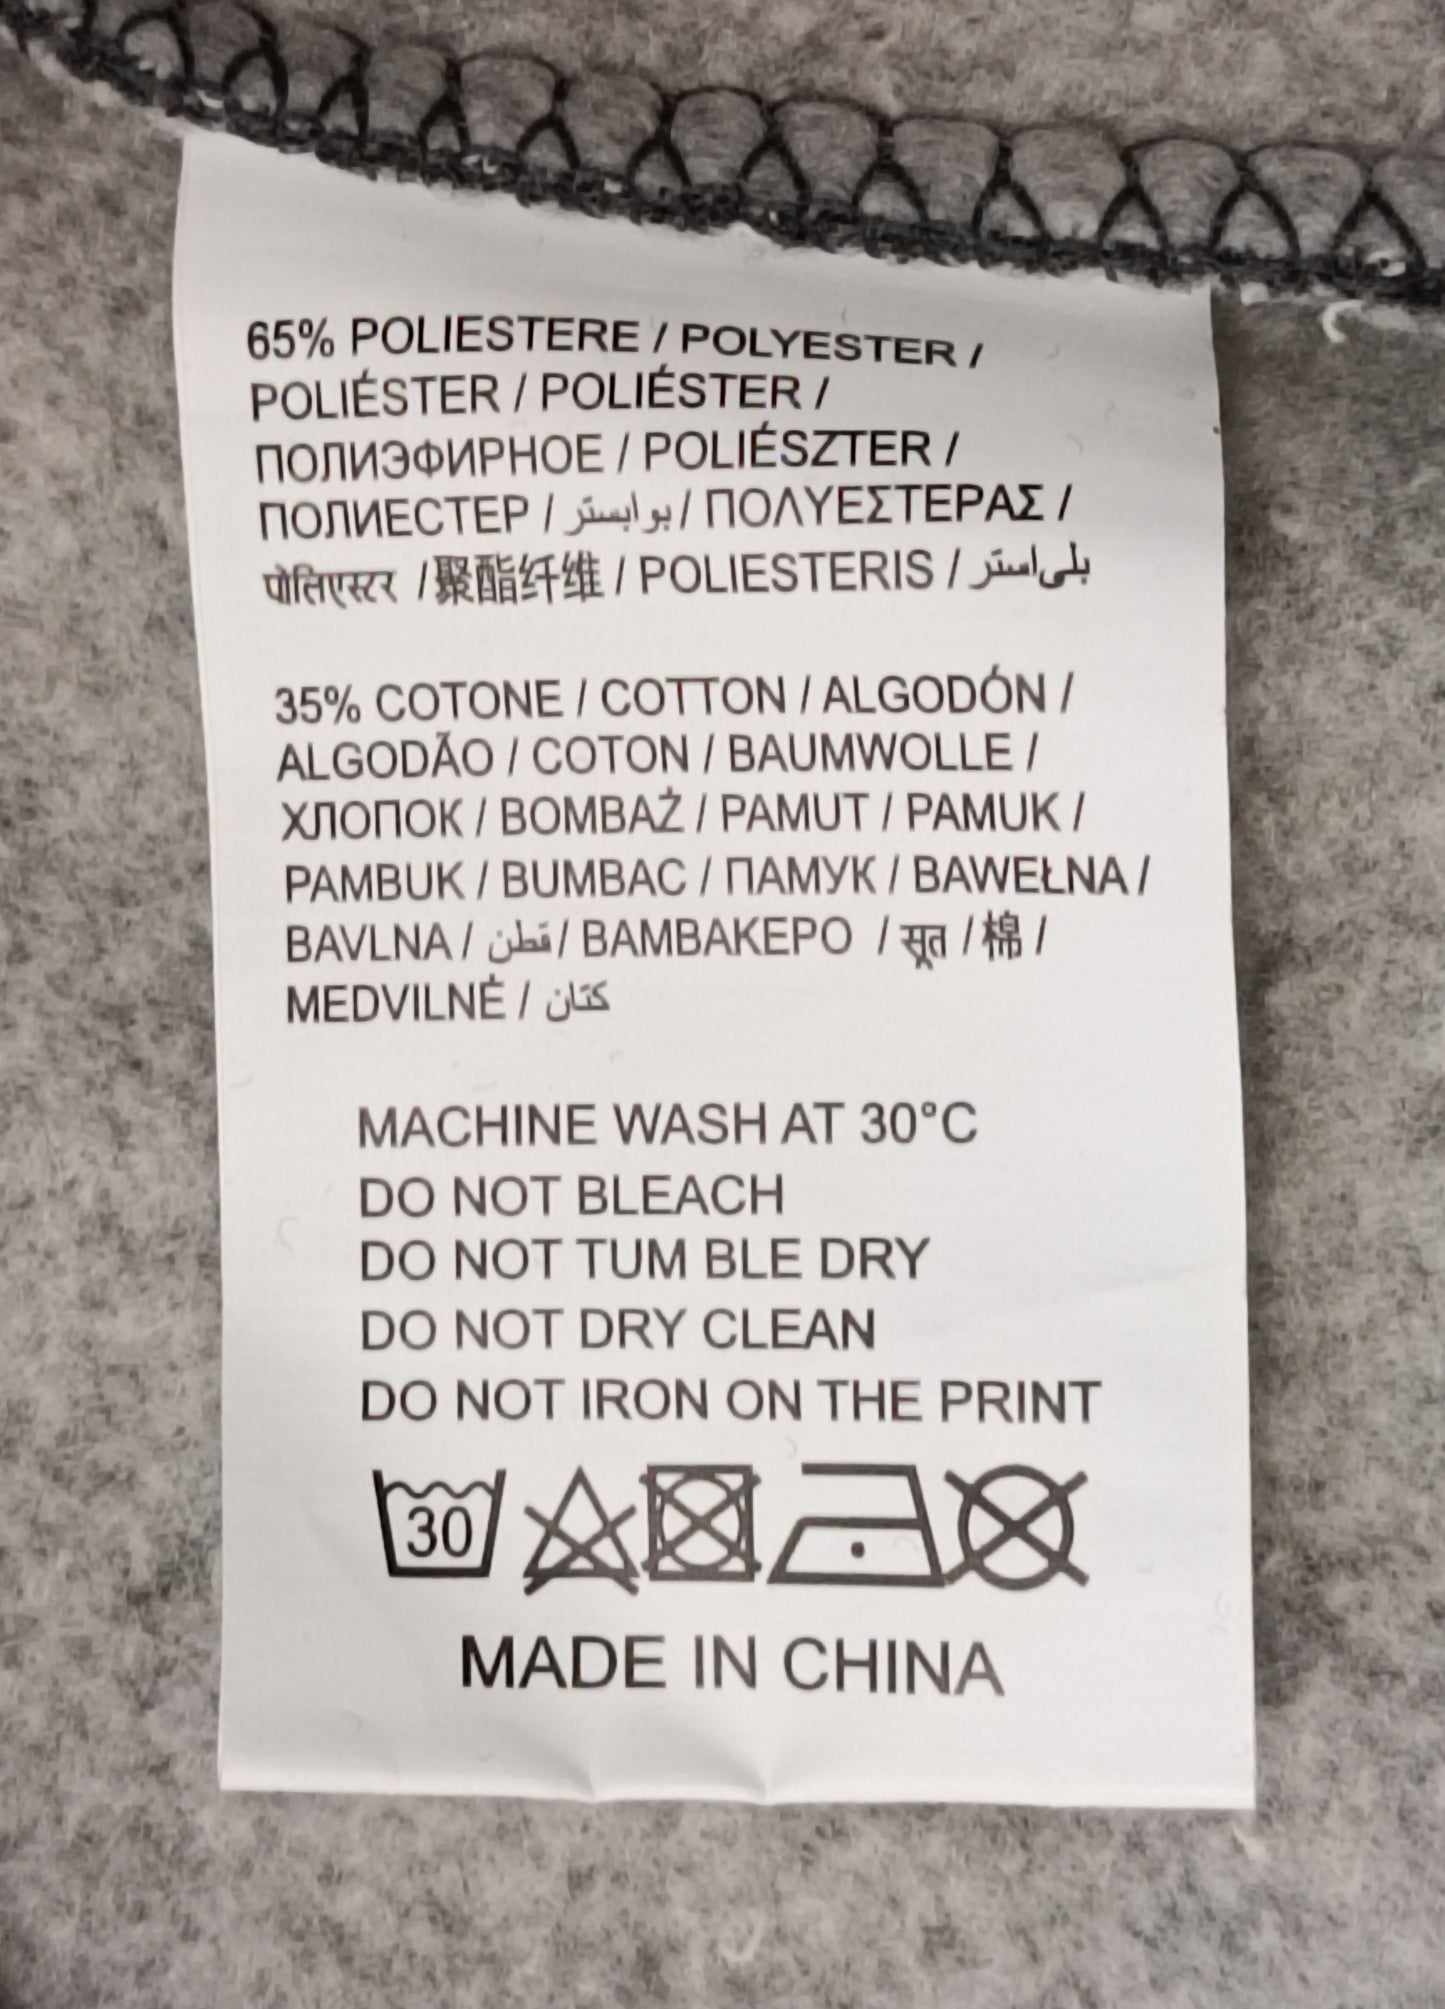 65% POLIESTERE / POLYESTER /
POLIÉSTER / POLIÉSTER /
ПОЛИЭФИРНОЕ / POLIÉSZTER /
ПОЛИЕСТЕР / بو ابستر / ΠΟΛΥΕΣΤΕΡΑΣ /
पोलिएस्टर / 聚酯纤维 / POLIESTERIS / بلی استر
35% COTONE / COTTON / ALGODÓN /
ALGODÃO / COTON / BAUMWOLLE /
ХЛОПОК / BOMBAŻ / PAMUT / PAMUK /
PAMBUK / BUMBAC / ПАМУК / BAWEŁNA /
BAVLNA / قطن / BAMBAKEPO / सूत / 棉 /
MEDVILNĖ / كتان
MACHINE WASH AT 30°C
DO NOT BLEACH
DO NOT TUM BLE DRY
DO NOT DRY CLEAN
DO NOT IRON ON THE PRINT
30
MADE IN CHINA